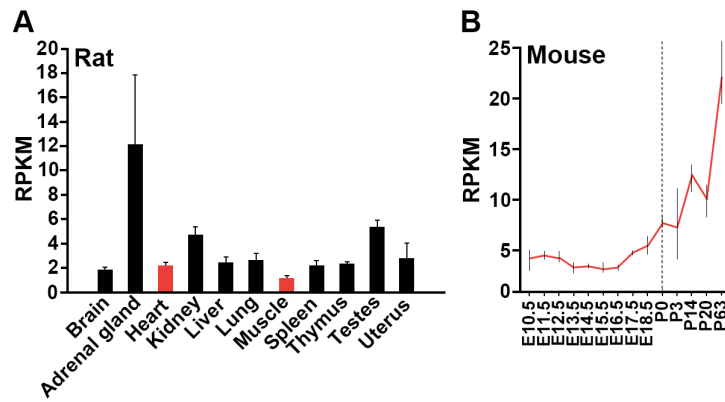 A
Rat
RPKM
20
18
16
14
12
10
8
6
4
2
0
Brain
Adrenal gland
Heart
Kidney
Liver
Lung
Muscle
Spleen
Thymus
Testes
Uterus
B
Mouse
RPKM
25
20
15
10
5
0
E10.5
E11.5
E12.5
E13.5
E14.5
E15.5
E16.5
E17.5
E18.5
P0
P3
P14
P20
P63